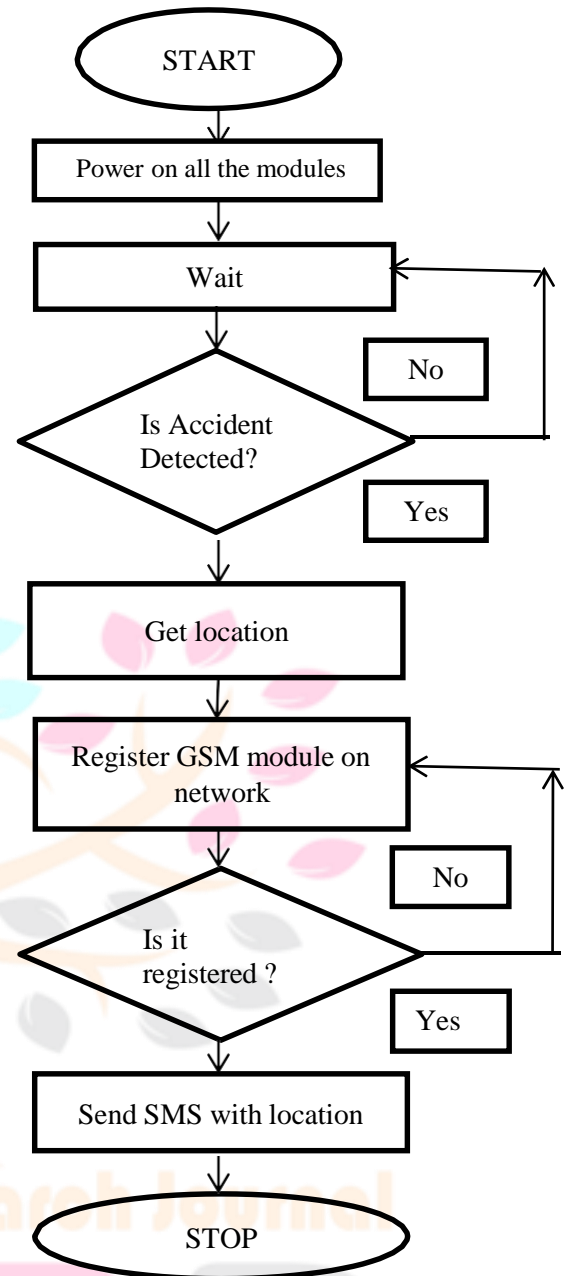 START
Power on all the modules
Wait
No
Is Accident
Detected?
Yes
Get location
Register GSM module on
network
No
Is it
registered ?
Yes
Send SMS with location
Journal
STOP